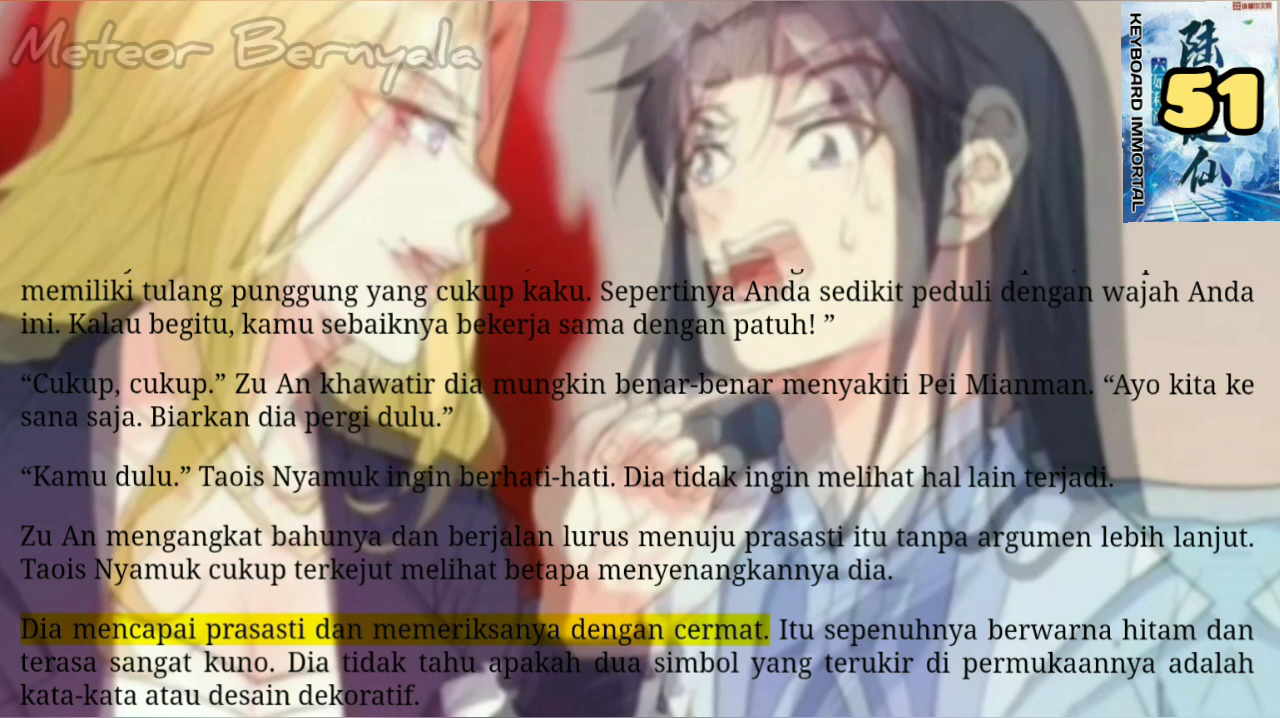 Meteor Bernyala
KEYBOARD IMMORTAL
51
memiliki tulang punggung yang cukup kaku. Sepertinya Anda sedikit peduli dengan wajah Anda
ini. Kalau begitu, kamu sebaiknya bekerja sama dengan patuh! ”
“Cukup, cukup.” Zu An khawatir dia mungkin benar-benar menyakiti Pei Mianman. “Ayo kita ke
sana saja. Biarkan dia pergi dulu.”
“Kamu dulu.” Taois Nyamuk ingin berhati-hati. Dia tidak ingin melihat hal lain terjadi.
Zu An mengangkat bahunya dan berjalan lurus menuju prasasti itu tanpa argumen lebih lanjut.
Taois Nyamuk cukup terkejut melihat betapa menyenangkannya dia.
Dia mencapai prasasti dan memeriksanya dengan cermat. Itu sepenuhnya berwarna hitam dan
terasa sangat kuno. Dia tidak tahu apakah dua simbol yang terukir di permukaannya adalah
kata-kata atau desain dekoratif.